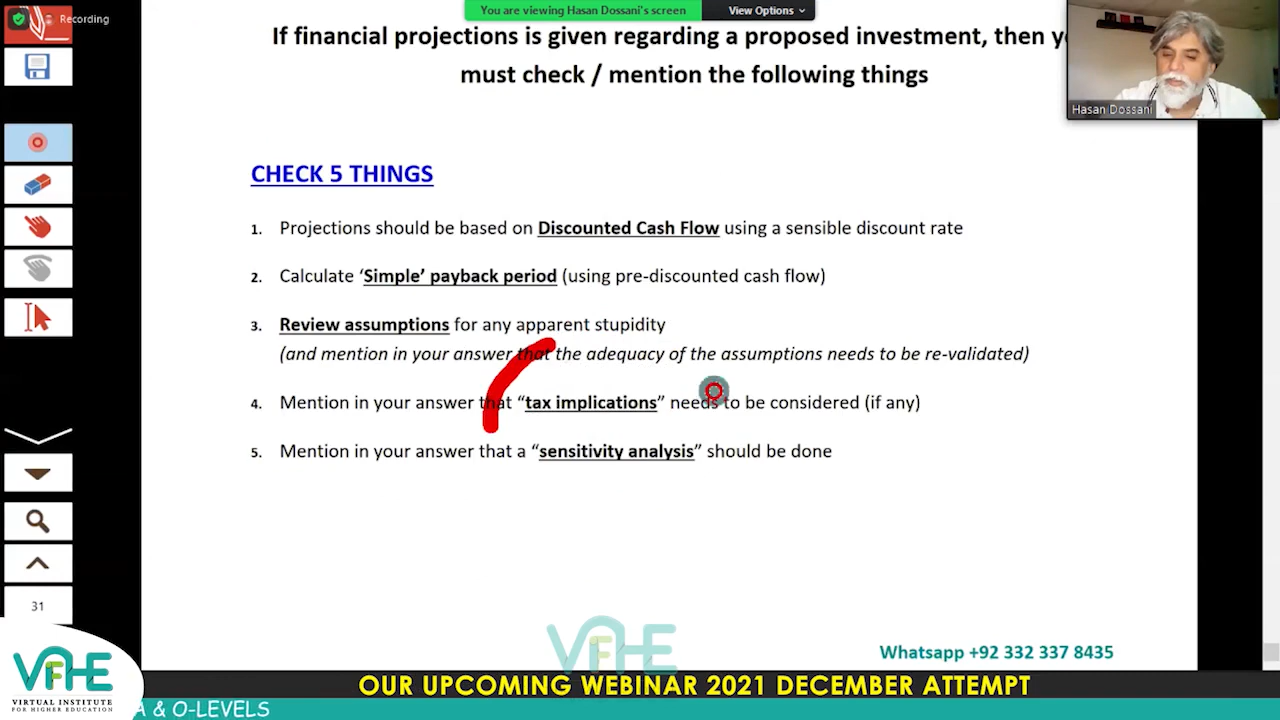 Recording
You are viewing Hasan Dossani's screen
View Options
If financial projections is given regarding a proposed investment, then y
must check / mention the following things
Hasan Dossani
CHECK 5 THINGS
1. Projections should be based on Discounted Cash Flow using a sensible discount rate
2. Calculate ‘Simple’ payback period (using pre-discounted cash flow)
3. Review assumptions for any apparent stupidity
(and mention in your answer that the adequacy of the assumptions needs to be re-validated)
4. Mention in your answer that “tax implications” needs to be considered (if any)
5. Mention in your answer that a “sensitivity analysis” should be done
31
VIFHE
Whatsapp +92 332 337 8435
VIFHE
VIRTUAL INSTITUTE
FOR HIGHER EDUCATION
OUR UPCOMING WEBINAR 2021 DECEMBER ATTEMPT
A & O-LEVELS